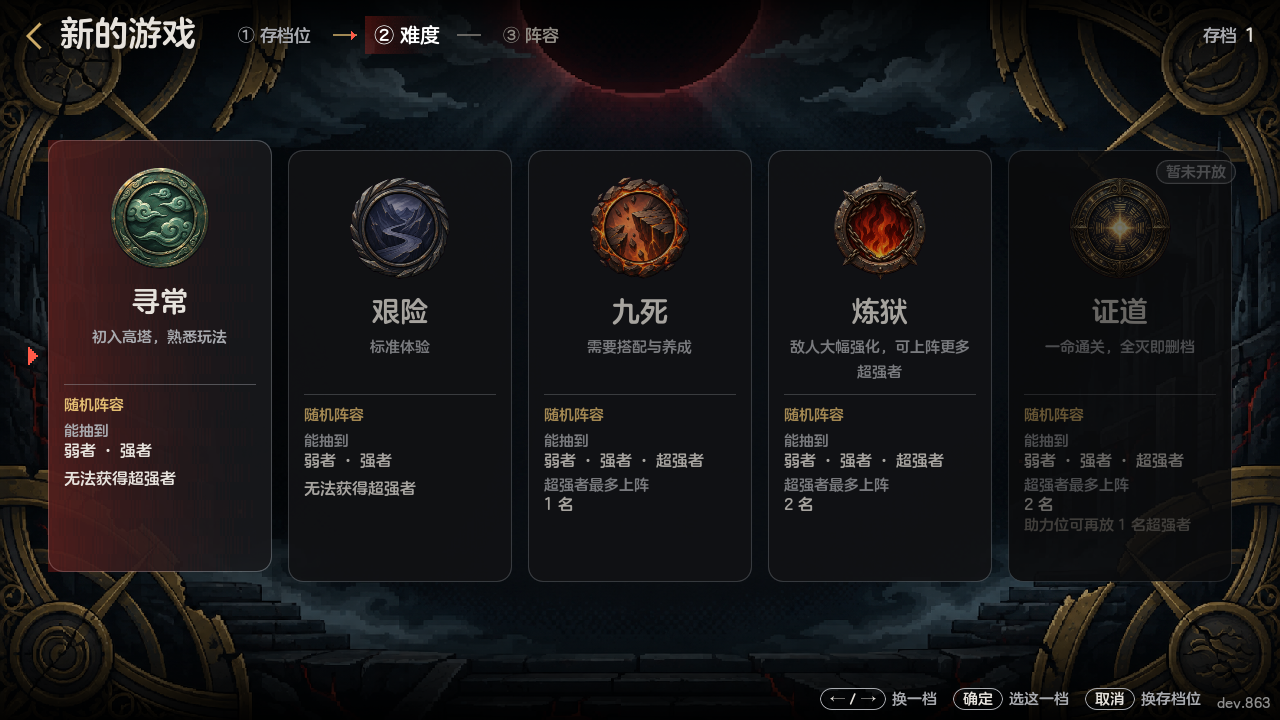 新的游戏
① 存档位
② 难度
③ 阵容
存档 1
寻常
初入高塔，熟悉玩法
随机阵容
能抽到
弱者 · 强者
无法获得超强者
艰险
标准体验
随机阵容
能抽到
弱者 · 强者
无法获得超强者
九死
需要搭配与养成
随机阵容
能抽到
弱者 · 强者 · 超强者
超强者最多上阵
1 名
炼狱
敌人大幅强化，可上阵更多
超强者
随机阵容
能抽到
弱者 · 强者 · 超强者
超强者最多上阵
2 名
暂未开放
证道
一命通关，全灭即删档
随机阵容
能抽到
弱者 · 强者 · 超强者
超强者最多上阵
2 名
助力位可再放 1 名超强者
←/→ 换一档 确定 选这一档 取消 换存档位
dev.863